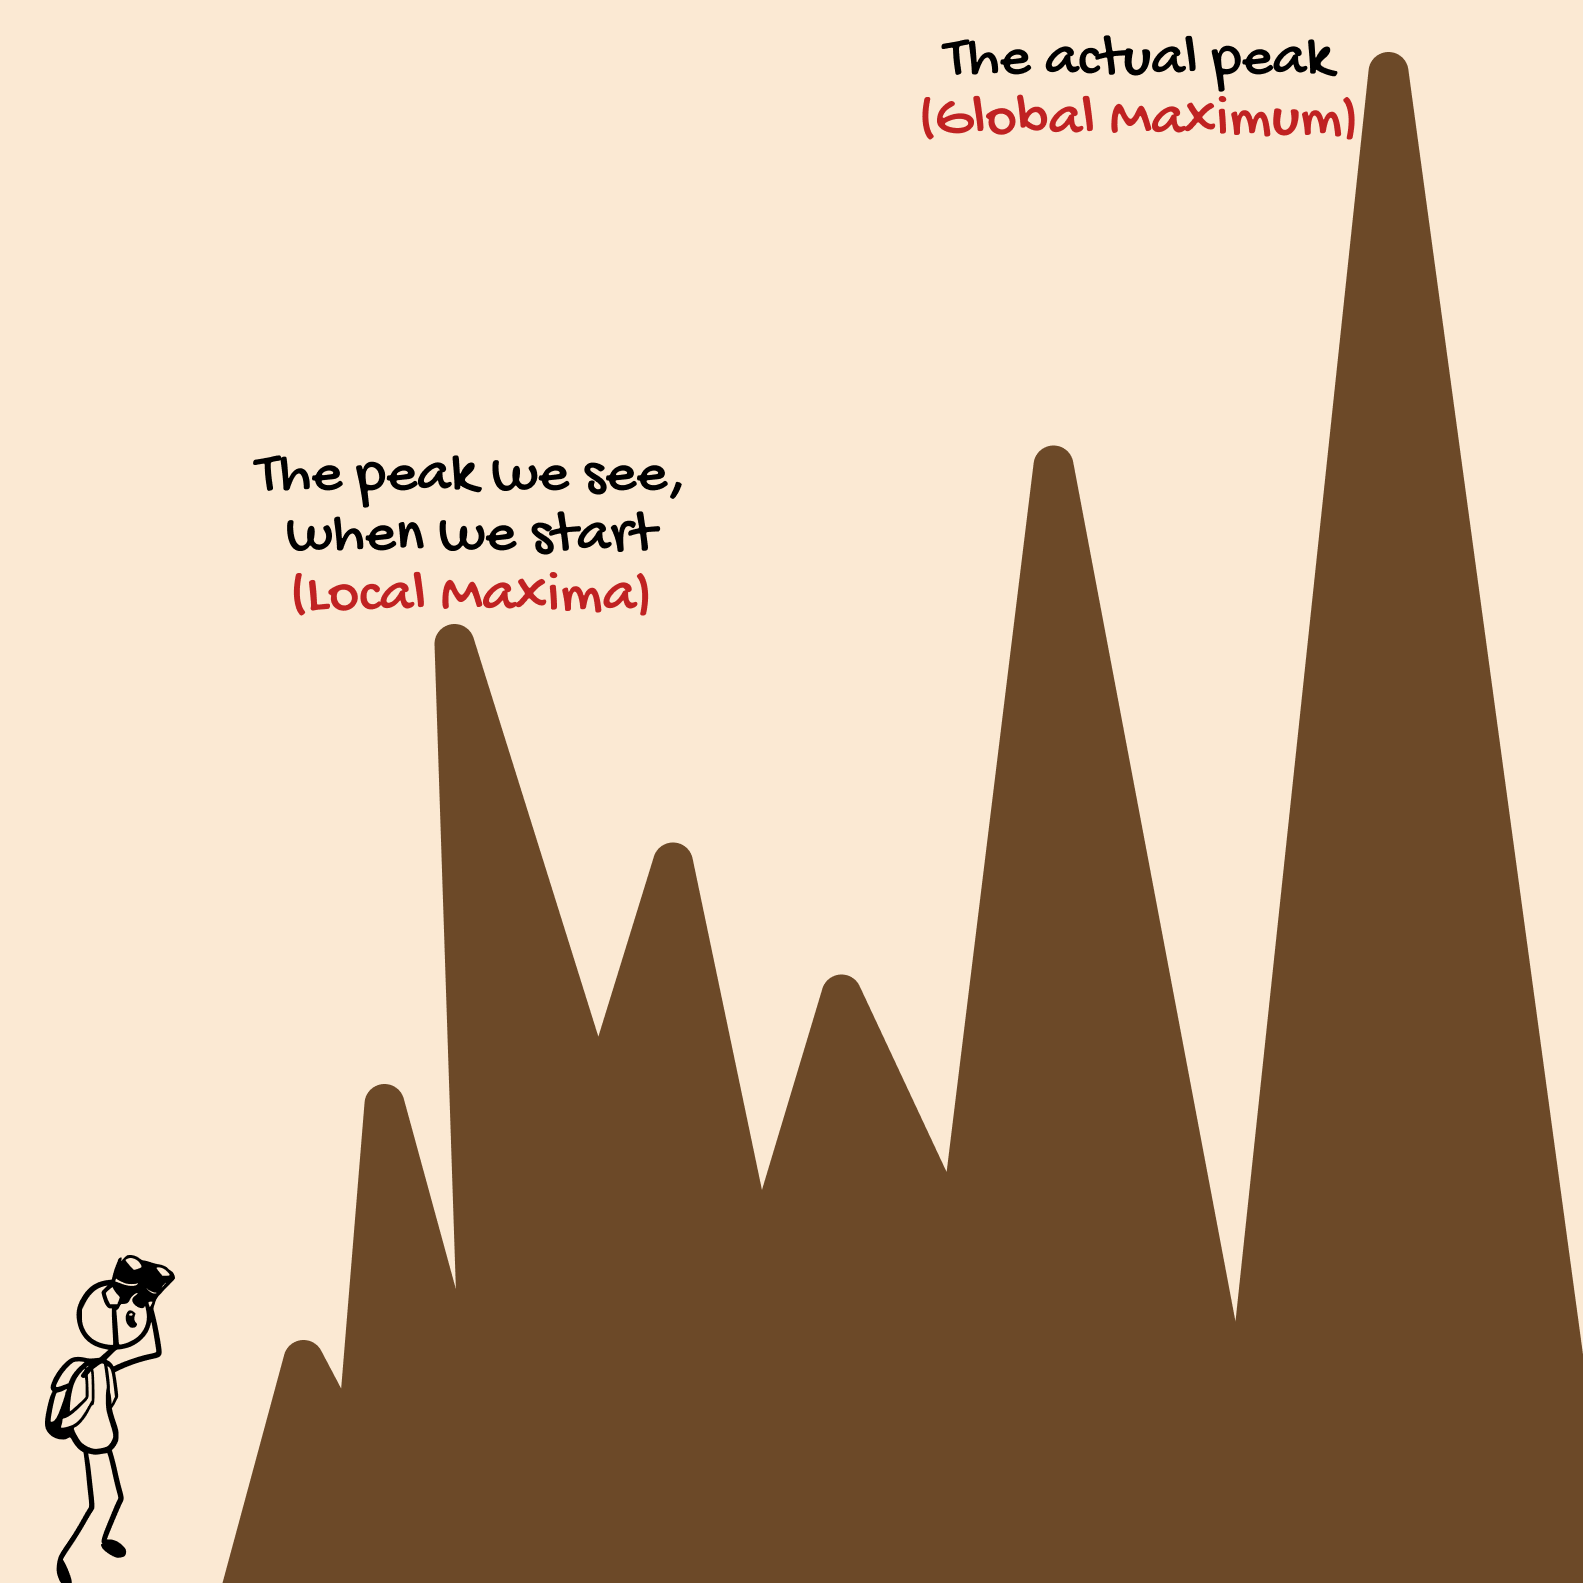 The actual peak
(Global Maximum)
The peak we see,
when we start
(Local Maxima)